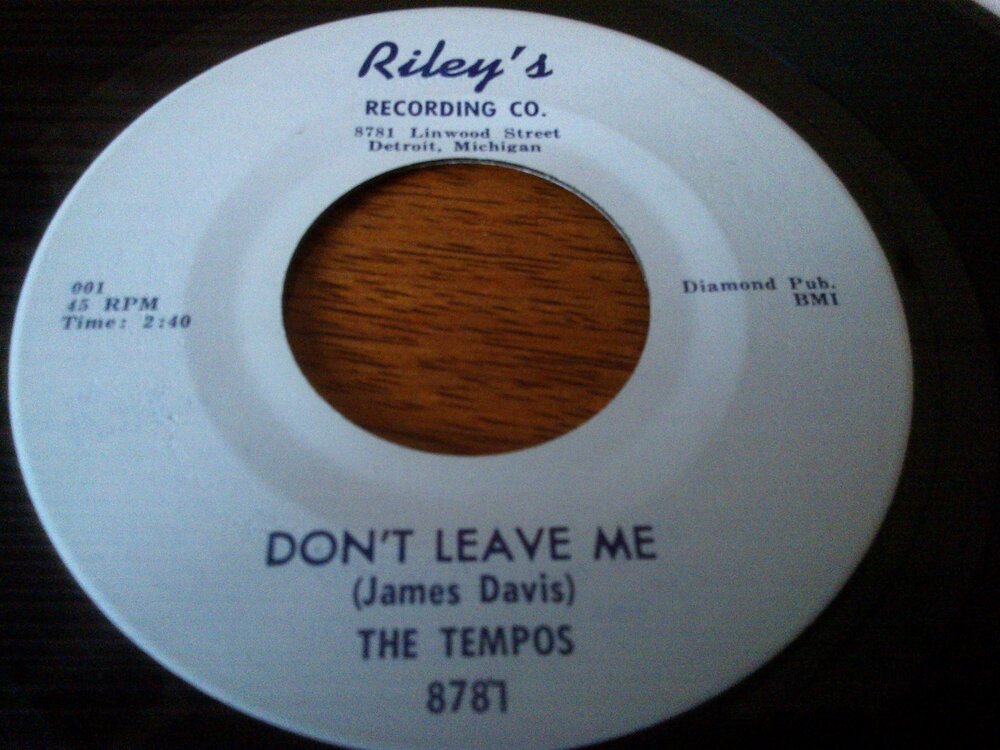 Riley's
RECORDING CO.
8781 Linwood Street
Detroit, Michigan
001
45 RPM
Time: 2:40
Diamond Pub.
BMI
DON'T LEAVE ME
(James Davis)
THE TEMPOS
8781